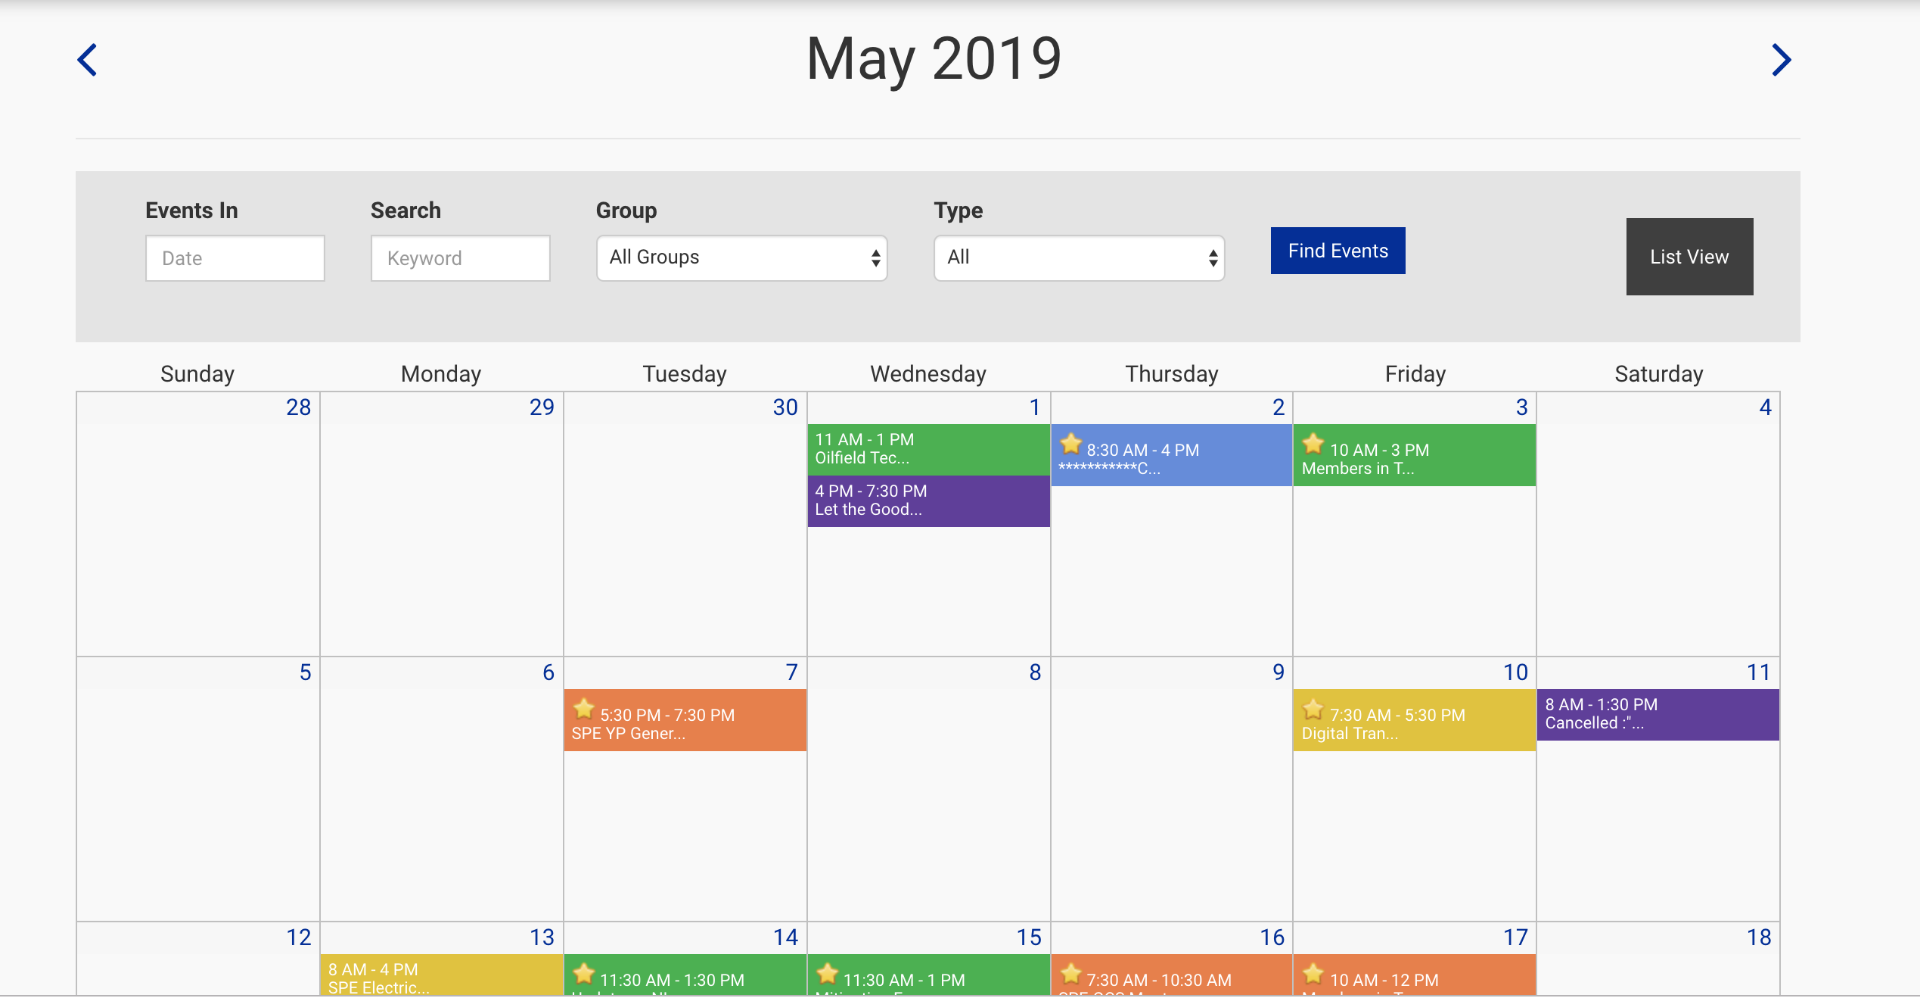 May 2019
Events In
Search
Group
Type
Date
Keyword
All Groups
All
Find Events
List View
Sunday Monday Tuesday Wednesday Thursday Friday Saturday
28 29 30 1 2 3 4
11 AM - 1 PM
Oilfield Tec...
4 PM - 7:30 PM
Let the Good...
8:30 AM - 4 PM
***********C...
10 AM - 3 PM
Members in T...
5 6 7 8 9 10 11
5:30 PM - 7:30 PM
SPE YP Gener...
7:30 AM - 5:30 PM
Digital Tran...
8 AM - 1:30 PM
Cancelled :"...
12 13 14 15 16 17 18
8 AM - 4 PM
SPE Electric...
11:30 AM - 1:30 PM
11:30 AM - 1 PM
7:30 AM - 10:30 AM
10 AM - 12 PM